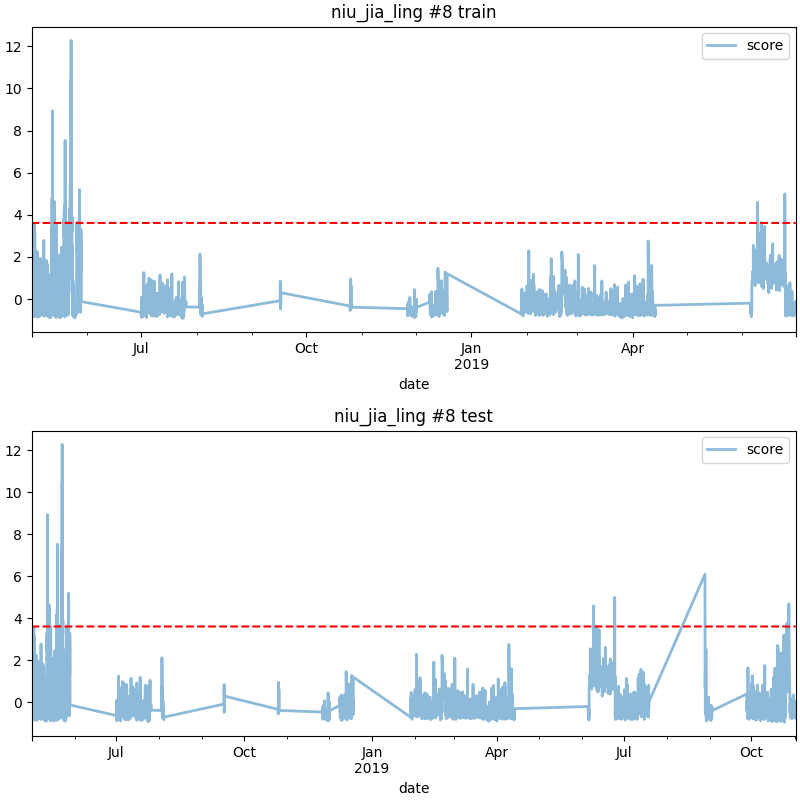 niu_jia_ling #8 train
score
12
10
8
6
4
2
0
Jul Oct Jan Apr
2019
date
niu_jia_ling #8 test
score
12
10
8
6
4
2
0
Jul Oct Jan Apr Jul Oct
2019
date